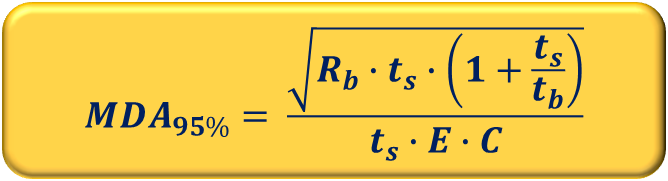 MDA₉₅% = √(R_b · t_s · (1 + t_s/t_b)) / (t_s · E · C)